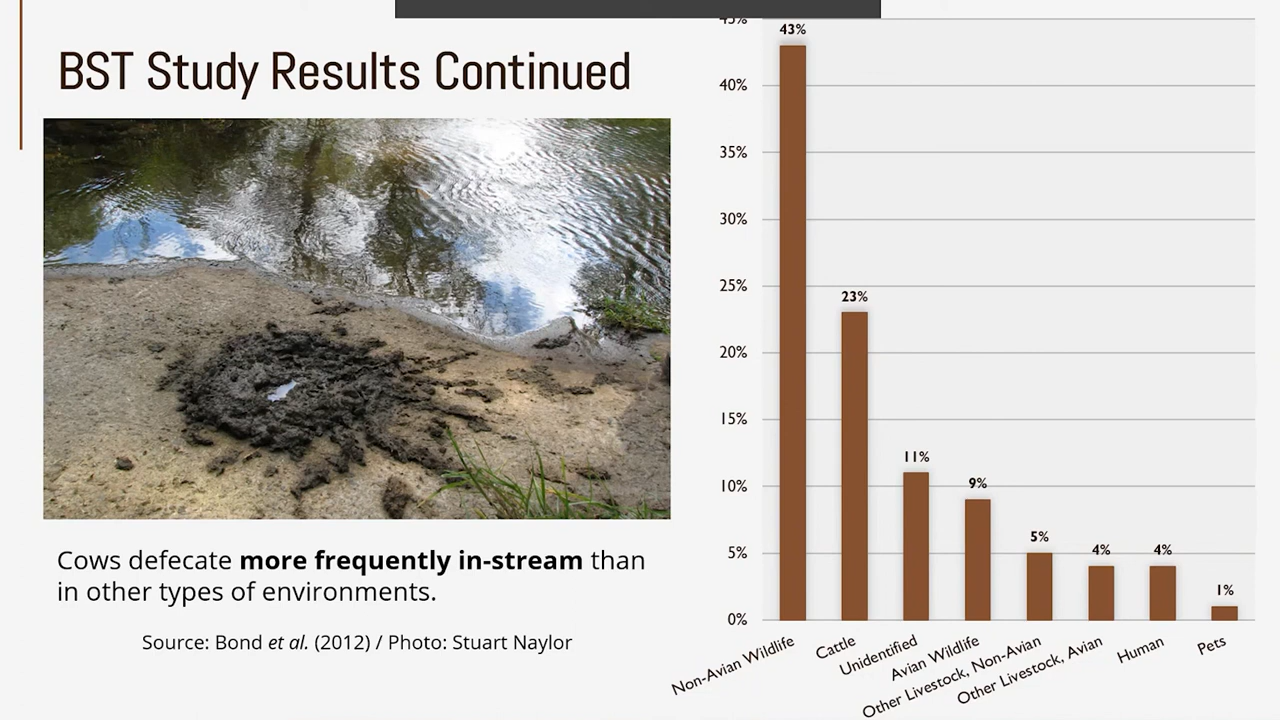 BST Study Results Continued
Cows defecate more frequently in-stream than
in other types of environments.
Source: Bond et al. (2012) / Photo: Stuart Naylor
45%
40%
35%
30%
25%
20%
15%
10%
5%
0%
43%
23%
11%
9%
5%
4%
4%
1%
Non-Avian Wildlife
Cattle
Unidentified
Avian Wildlife
Other Livestock, Non-Avian
Other Livestock, Avian
Human
Pets